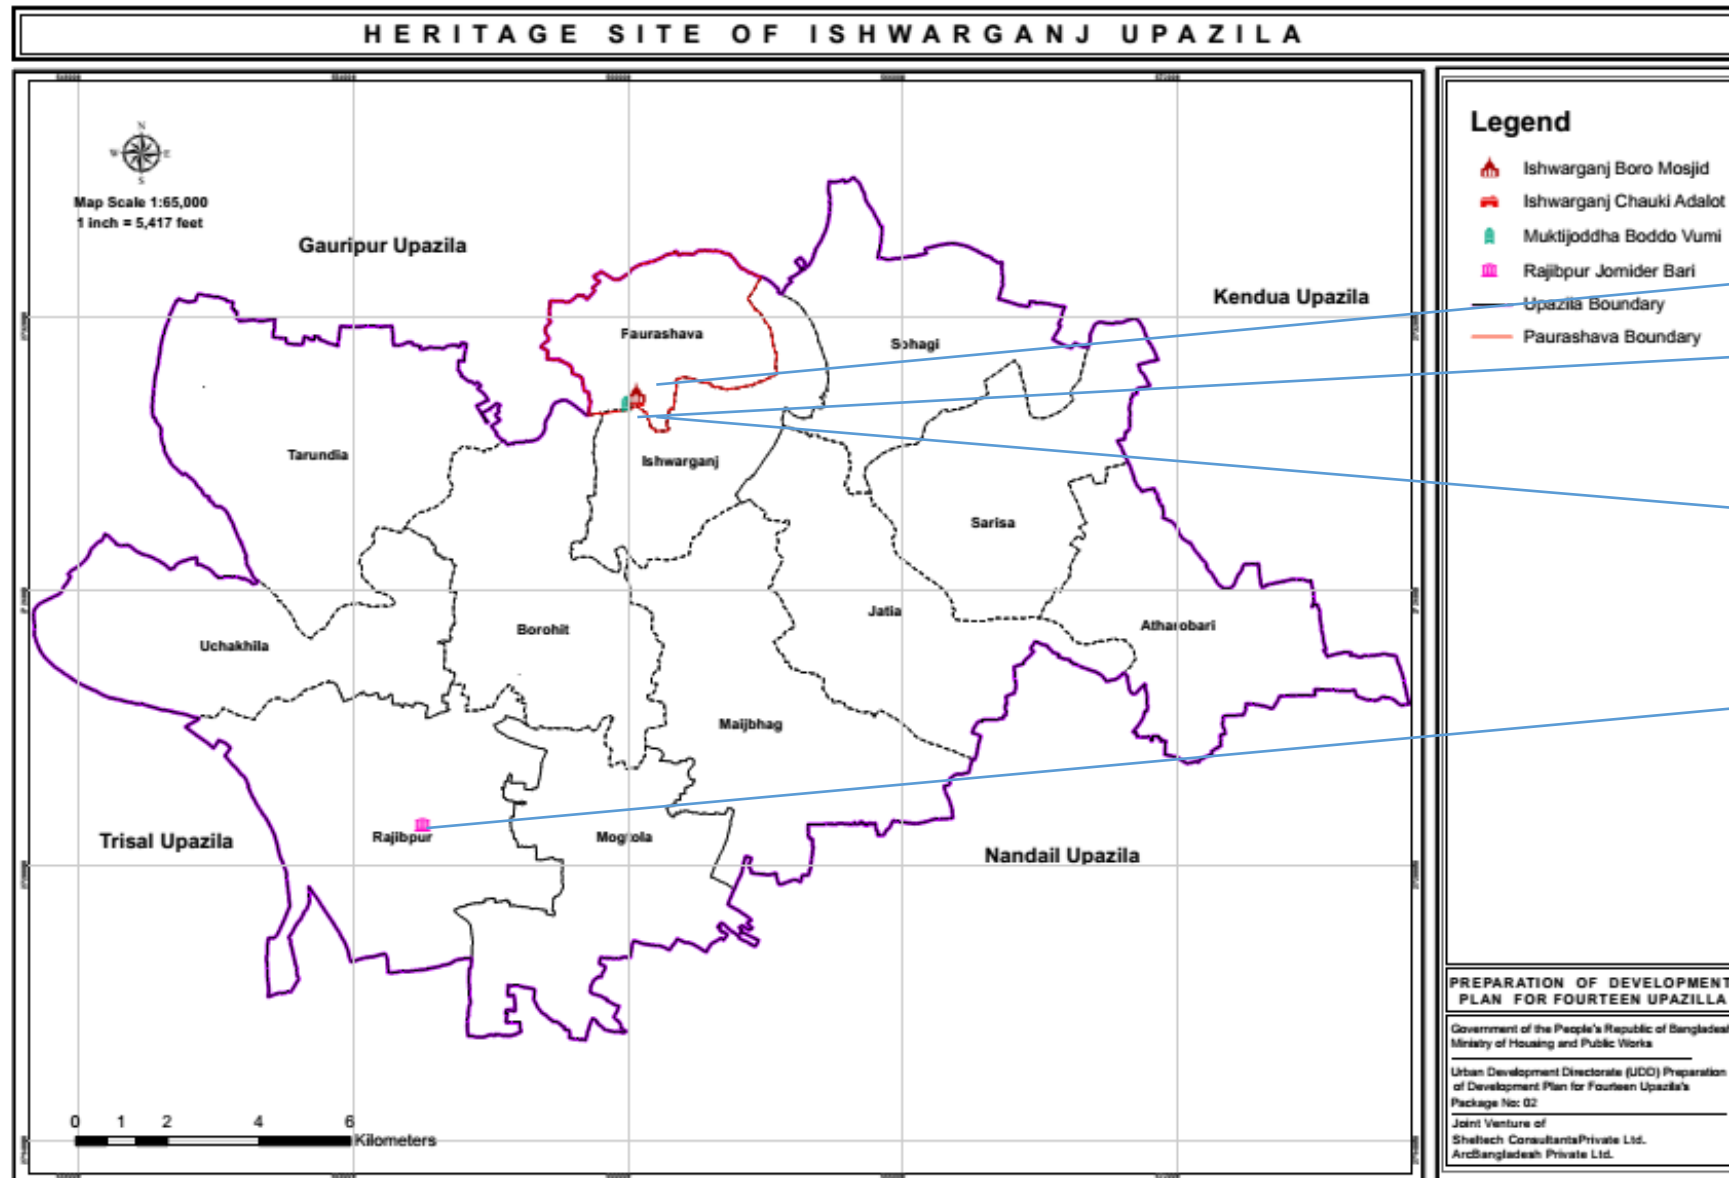 HERITAGE SITE OF ISHWARGANJ UPAZILA
N
W E
S
Map Scale 1:65,000
1 inch = 5,417 feet
Gauripur Upazila
Kendua Upazila
Faurashava
Sohagi
Tarundia
Ishwarganj
Sarisa
Jatia
Atharobari
Borohit
Uchakhila
Maijbhag
Trisal Upazila
Rajibpur
Mogtola
Nandail Upazila
0 1 2 4 6
Kilometers
Legend
Ishwarganj Boro Mosjid
Ishwarganj Chauki Adalot
Muktijoddha Boddo Vumi
Rajibpur Jomider Bari
Upazila Boundary
Paurashava Boundary
PREPARATION OF DEVELOPMENT
PLAN FOR FOURTEEN UPAZILLA
Government of the People's Republic of Bangladesh
Ministry of Housing and Public Works
Urban Development Directorate (UDD) Preparation
of Development Plan for Fourteen Upazila's
Package No: 02
Joint Venture of
Sheltech ConsultantsPrivate Ltd.
ArcBangladesh Private Ltd.